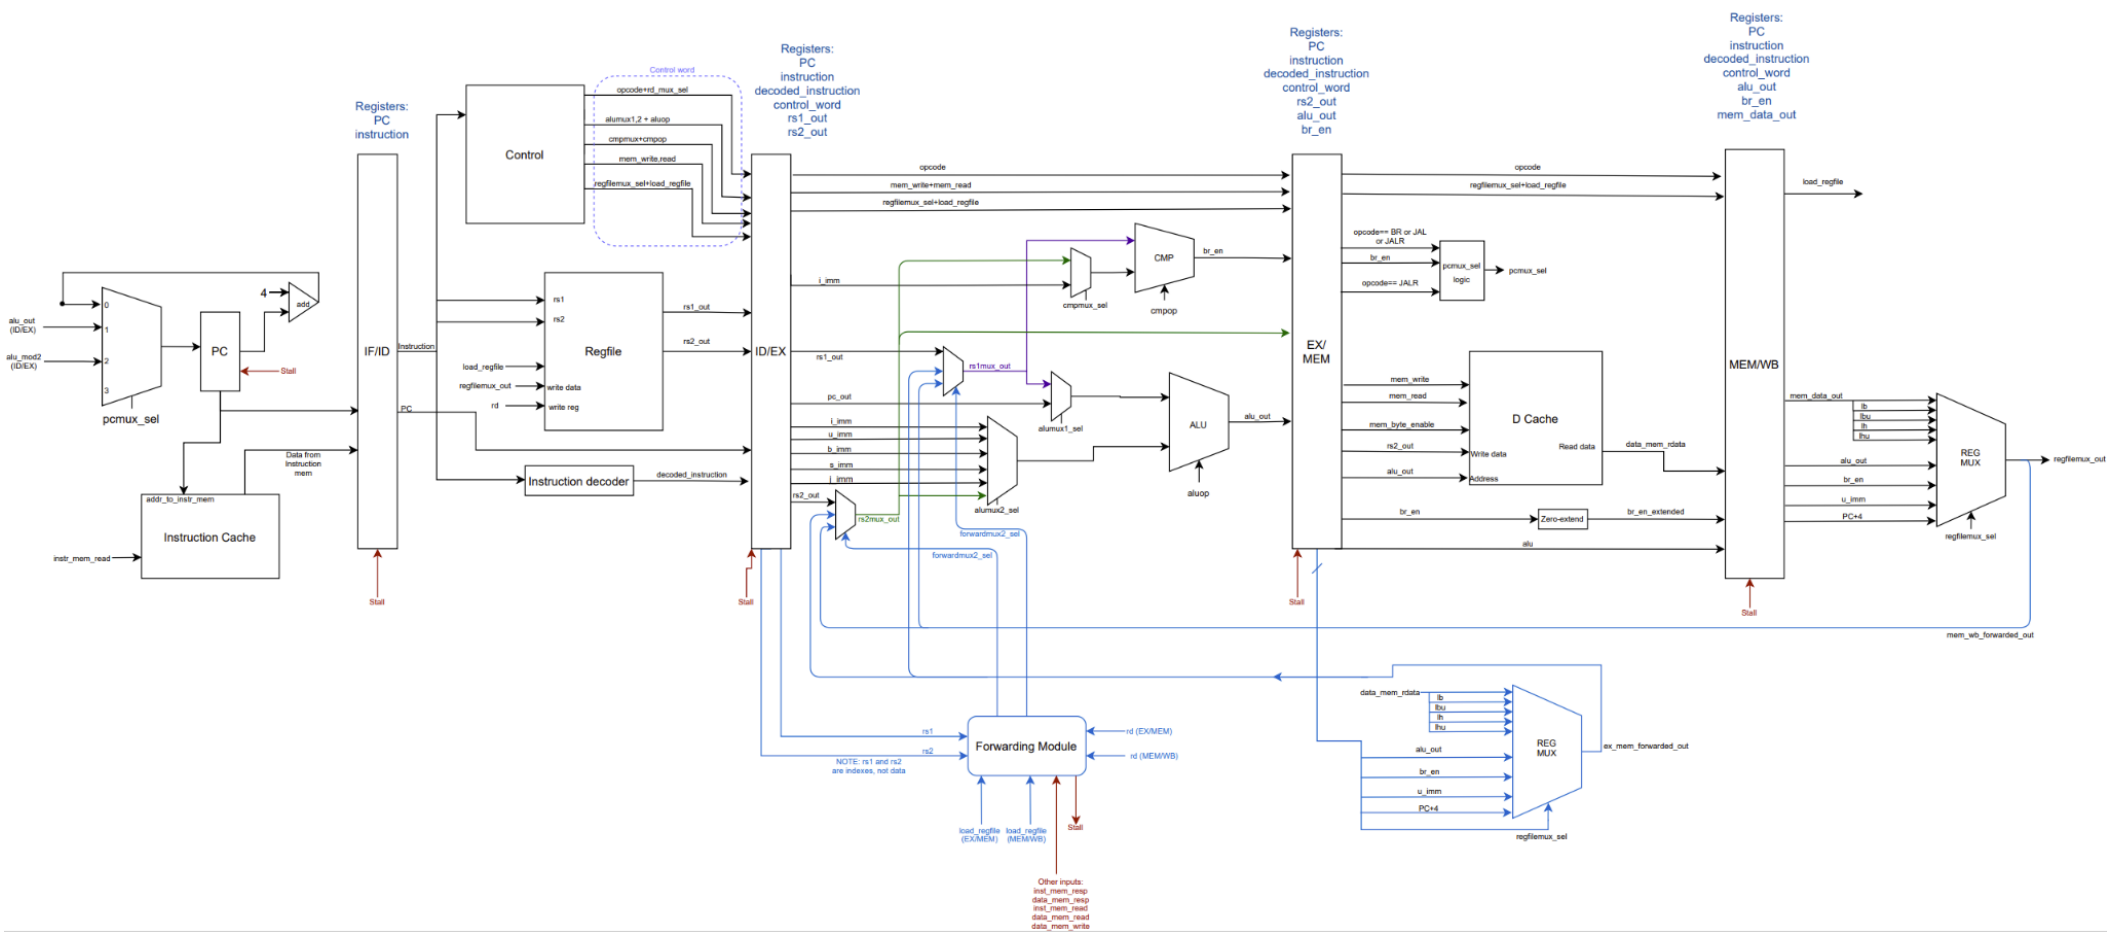 Registers:
PC
instruction
Registers:
PC
instruction
decoded_instruction
control_word
rs1_out
rs2_out
Registers:
PC
instruction
decoded_instruction
control_word
rs2_out
alu_out
br_en
Registers:
PC
instruction
decoded_instruction
control_word
alu_out
br_en
mem_data_out
Control word
Control
opcode+rd_mux_sel
alumux1,2 + aluop
cmpmux+cmpop
mem_write,read
regfilemux_sel+load_regfile
alu_out
(ID/EX)
alu_mod2
(ID/EX)
0
1
2
3
pcmux_sel
PC
Stall
4
add
addr_to_instr_mem
Instruction Cache
instr_mem_read
Data from
Instruction
mem
IF/ID
Stall
Instruction
PC
rs1
rs2
Regfile
load_regfile
regfilemux_out
write data
rd
write reg
rs1_out
rs2_out
Instruction decoder
decoded_instruction
ID/EX
Stall
opcode
mem_write+mem_read
regfilemux_sel+load_regfile
i_imm
cmpmux_sel
CMP
cmpop
br_en
rs1_out
rs1mux_out
pc_out
alumux1_sel
i_imm
u_imm
b_imm
s_imm
j_imm
rs2_out
rs2mux_out
alumux2_sel
ALU
aluop
alu_out
forwardmux2_sel
forwardmux2_sel
EX/
MEM
Stall
opcode
regfilemux_sel+load_regfile
opcode== BR or JAL
or JALR
br_en
opcode== JALR
pcmux_sel
logic
pcmux_sel
mem_write
mem_read
mem_byte_enable
rs2_out
alu_out
D Cache
Read data
Write data
Address
data_mem_rdata
br_en
Zero-extend
br_en_extended
alu
MEM/WB
Stall
load_regfile
mem_data_out
lb
lbu
lh
lhu
alu_out
br_en
u_imm
PC+4
REG
MUX
regfilemux_sel
regfilemux_out
mem_wb_forwarded_out
rs1
rs2
NOTE: rs1 and rs2
are indexes, not data
Forwarding Module
rd (EX/MEM)
rd (MEM/WB)
load_regfile
(EX/MEM)
load_regfile
(MEM/WB)
Stall
Other inputs:
inst_mem_resp
data_mem_resp
inst_mem_read
data_mem_read
data_mem_write
data_mem_rdata
lb
lbu
lh
lhu
alu_out
br_en
u_imm
PC+4
REG
MUX
ex_mem_forwarded_out
regfilemux_sel